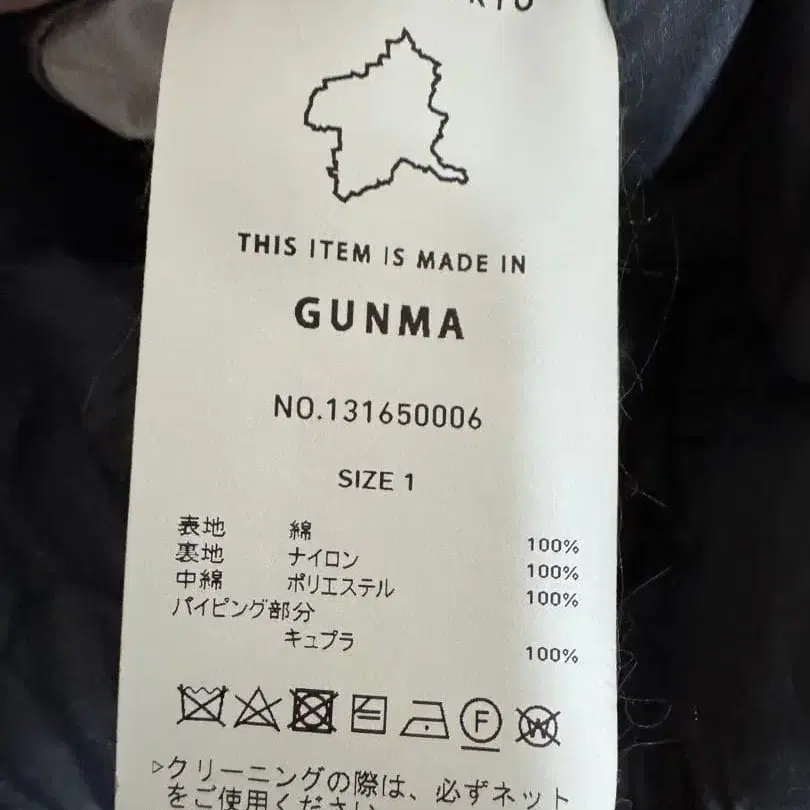 THIS ITEM IS MADE IN
GUNMA
NO.131650006
SIZE 1
表地 綿 100%
裏地 ナイロン 100%
中綿 ポリエステル 100%
パイピング部分
キュプラ 100%
F
W
▷クリーニングの際は、必ずネット
をご使用ください